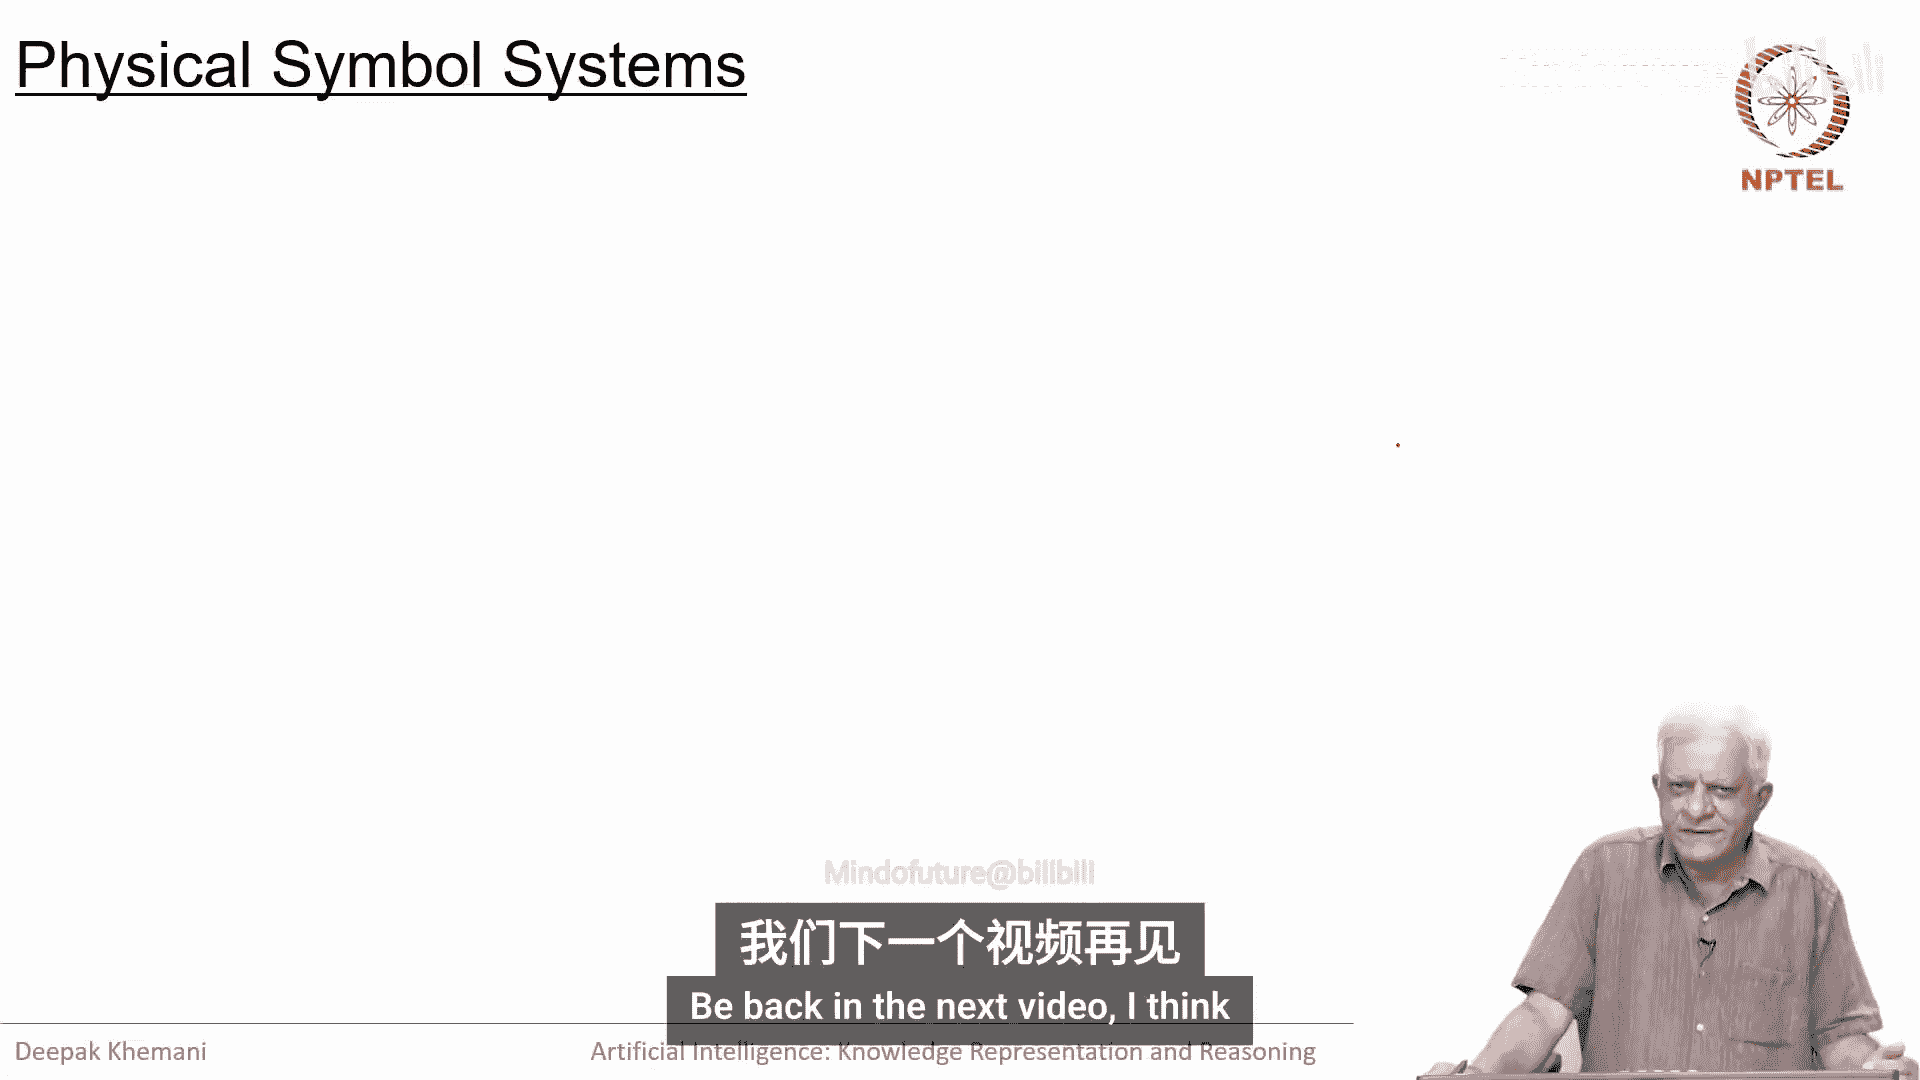 Physical Symbol Systems
NPTEL
Mindofuture@bilibili
我们下一个视频再见
Be back in the next video, I think
Deepak Khemani
Artificial Intelligence: Knowledge Representation and Reasoning